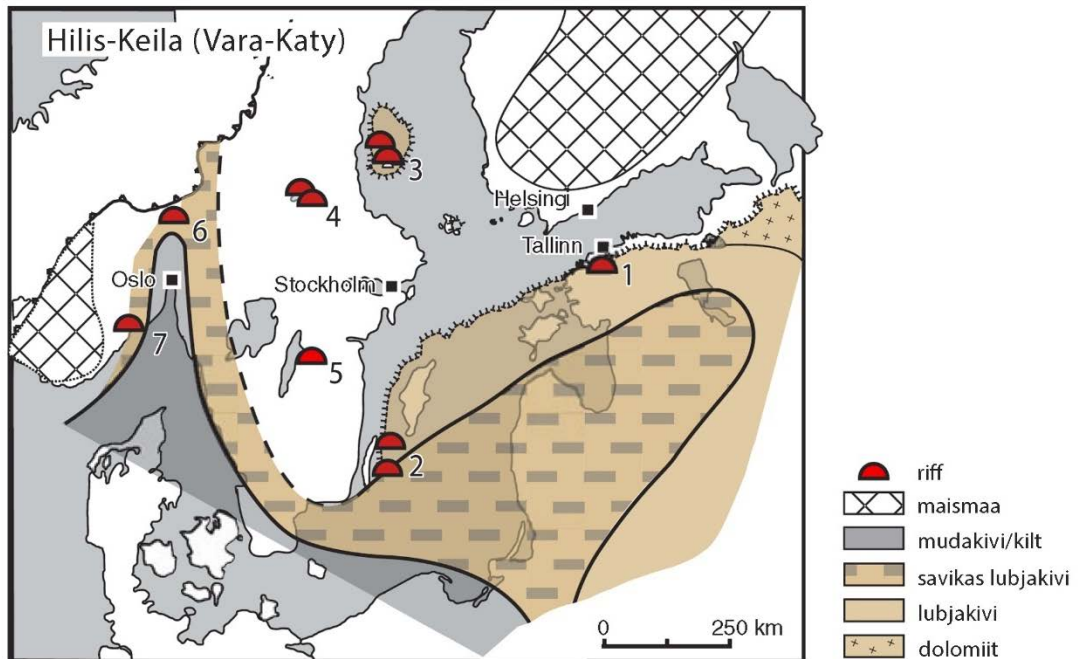 Hilis-Keila (Vara-Katy)
3
4
Helsingi
6
Tallinn
Oslo
Stockholm
1
7
5
2
0 250 km
riff
maismaa
mudakivi/kilt
savikas lubjakivi
lubjakivi
dolomiit